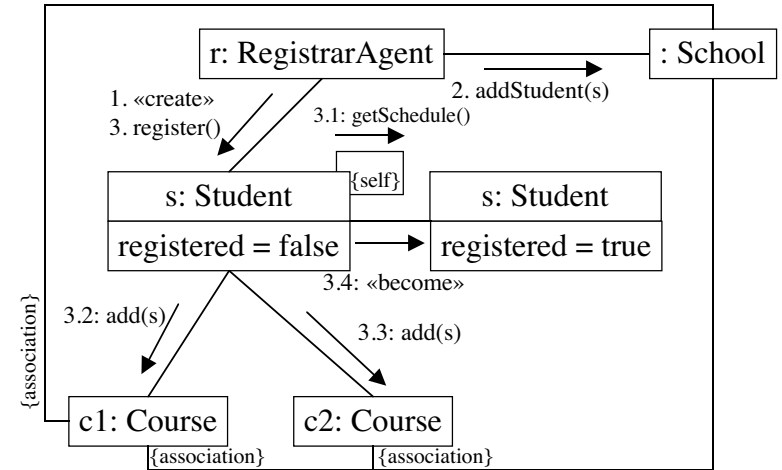 r: RegistrarAgent
: School
1. «create»
2. addStudent(s)
3. register()
3.1: getSchedule()
{self}
s: Student
s: Student
registered = false
registered = true
3.4: «become»
{association}
3.2: add(s)
3.3: add(s)
c1: Course
c2: Course
{association}
{association}